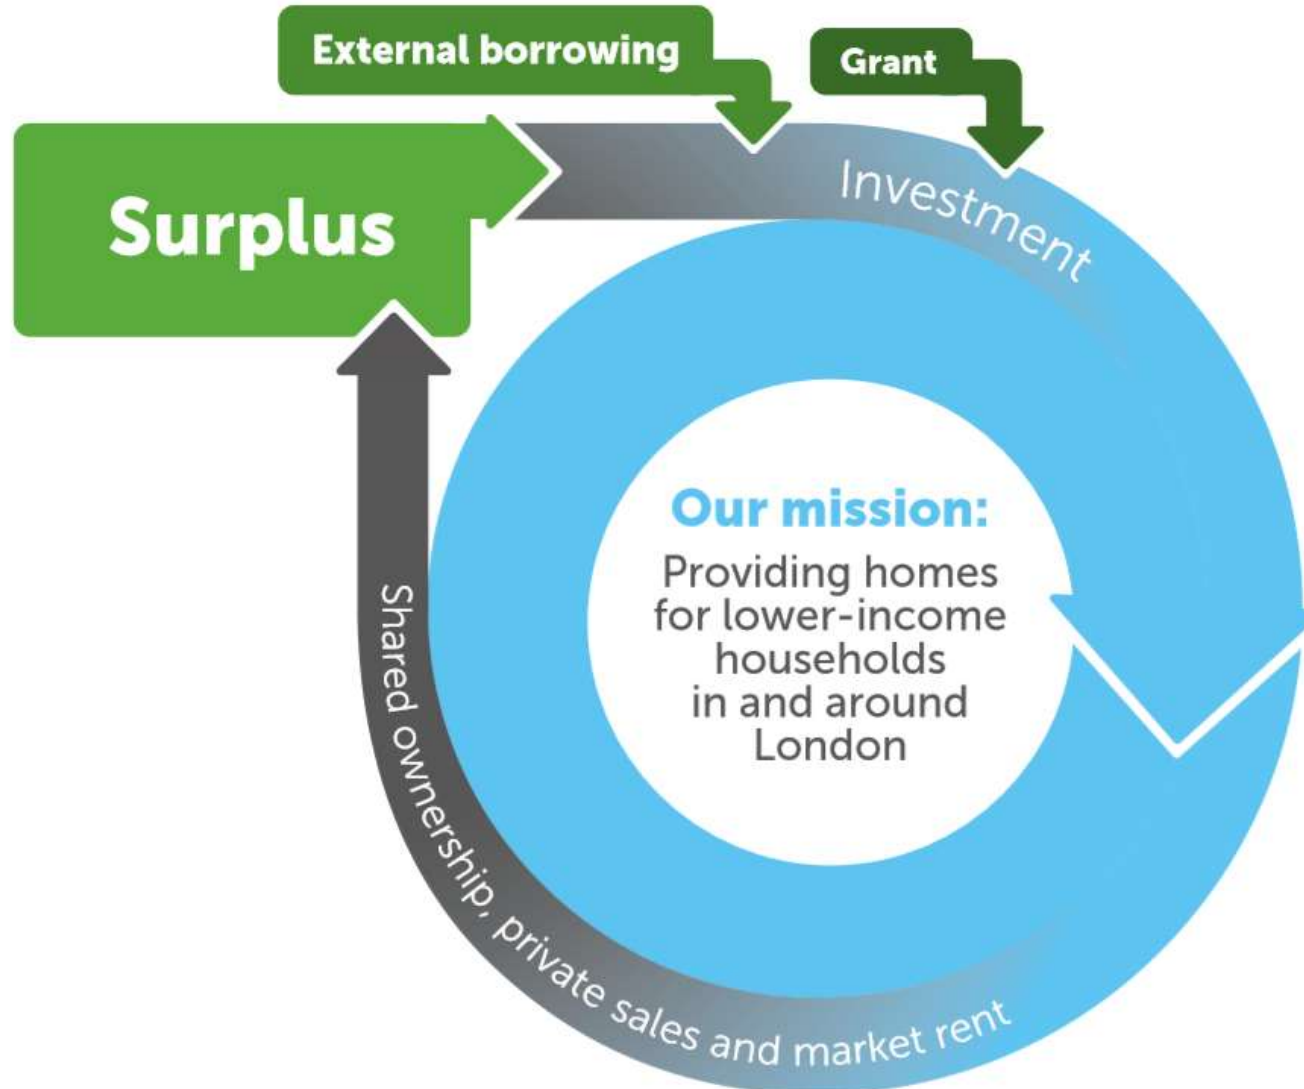 External borrowing
Grant
Surplus
Investment
Our mission:
Providing homes
for lower-income
households
in and around
London
Shared ownership, private sales and market rent